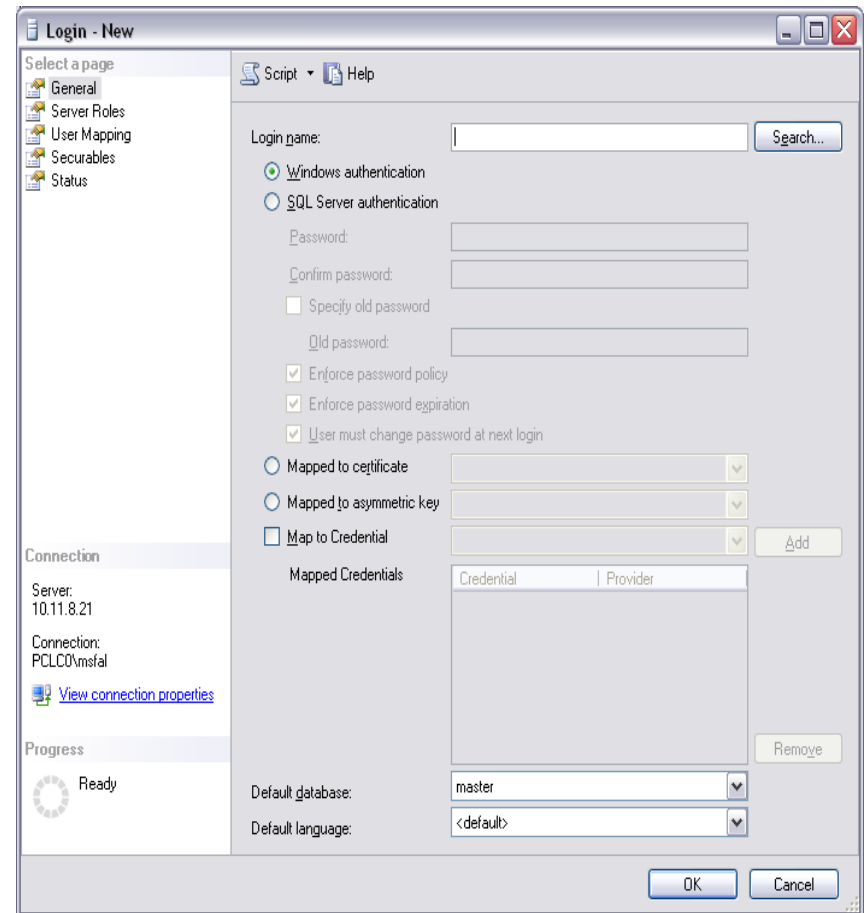 Login - New
Select a page
General
Server Roles
User Mapping
Securables
Status
Script
Help
Login name:
Search...
Windows authentication
SQL Server authentication
Password:
Confirm password:
Specify old password
Old password:
Enforce password policy
Enforce password expiration
User must change password at next login
Mapped to certificate
Mapped to asymmetric key
Map to Credential
Add
Mapped Credentials
Credential
Provider
Remove
Default database:
master
Default language:
<default>
Connection
Server:
10.11.8.21
Connection:
PCLC0\msfal
View connection properties
Progress
Ready
OK
Cancel